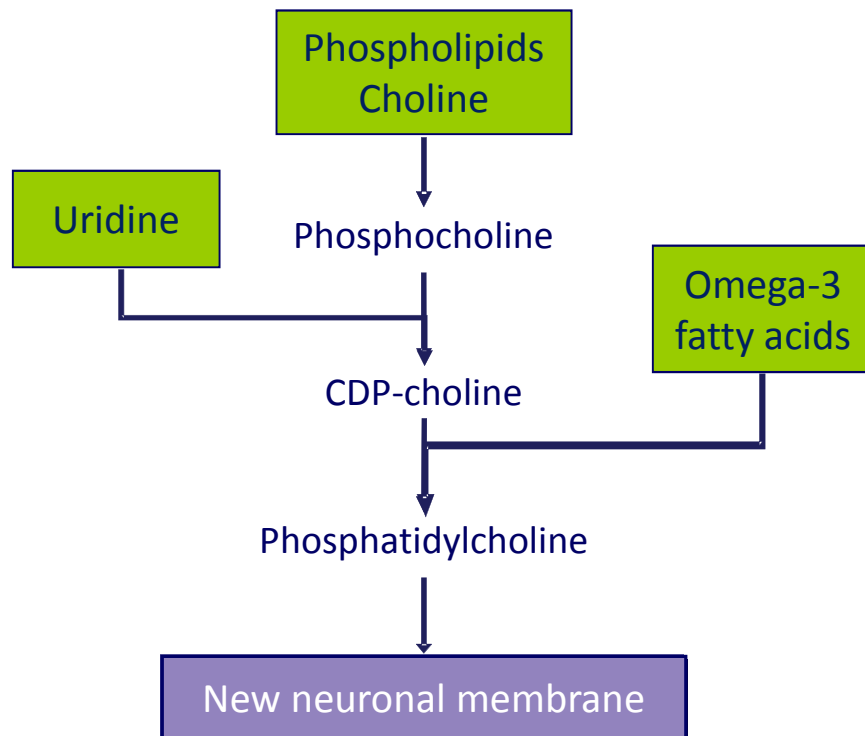 Phospholipids
Choline
Uridine
Phosphocholine
Omega-3
fatty acids
CDP-choline
Phosphatidylcholine
New neuronal membrane